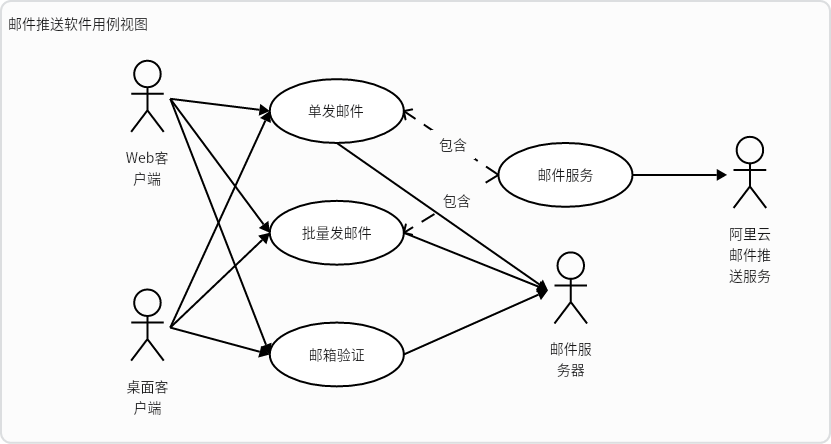 邮件推送软件用例视图
单发邮件
包含
Web客
户端
邮件服务
包含
批量发邮件
阿里云
邮件推
送服务
邮箱验证
邮件服
务器
桌面客
户端